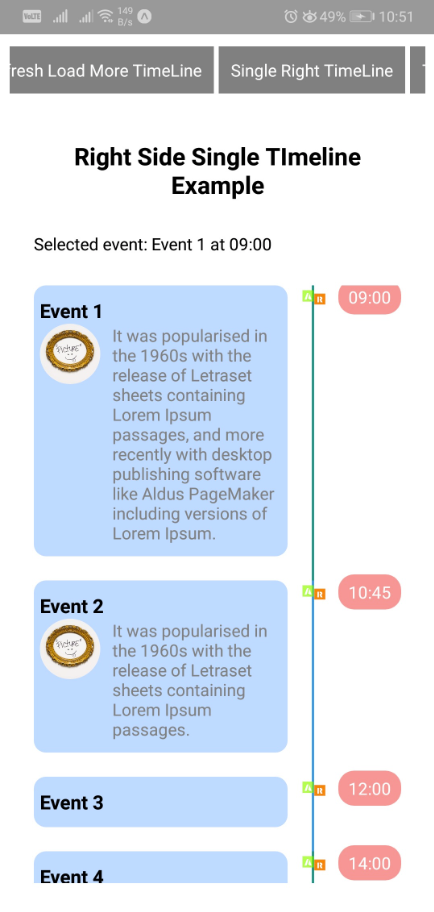 VoLTE 149 B/s 49% 10:51
fresh Load More TimeLine Single Right TimeLine
Right Side Single TImeline
Example
Selected event: Event 1 at 09:00
Event 1
It was popularised in
the 1960s with the
release of Letraset
sheets containing
Lorem Ipsum
passages, and more
recently with desktop
publishing software
like Aldus PageMaker
including versions of
Lorem Ipsum.
A R 09:00
Event 2
It was popularised in
the 1960s with the
release of Letraset
sheets containing
Lorem Ipsum
passages.
A R 10:45
Event 3
A R 12:00
Event 4
A R 14:00